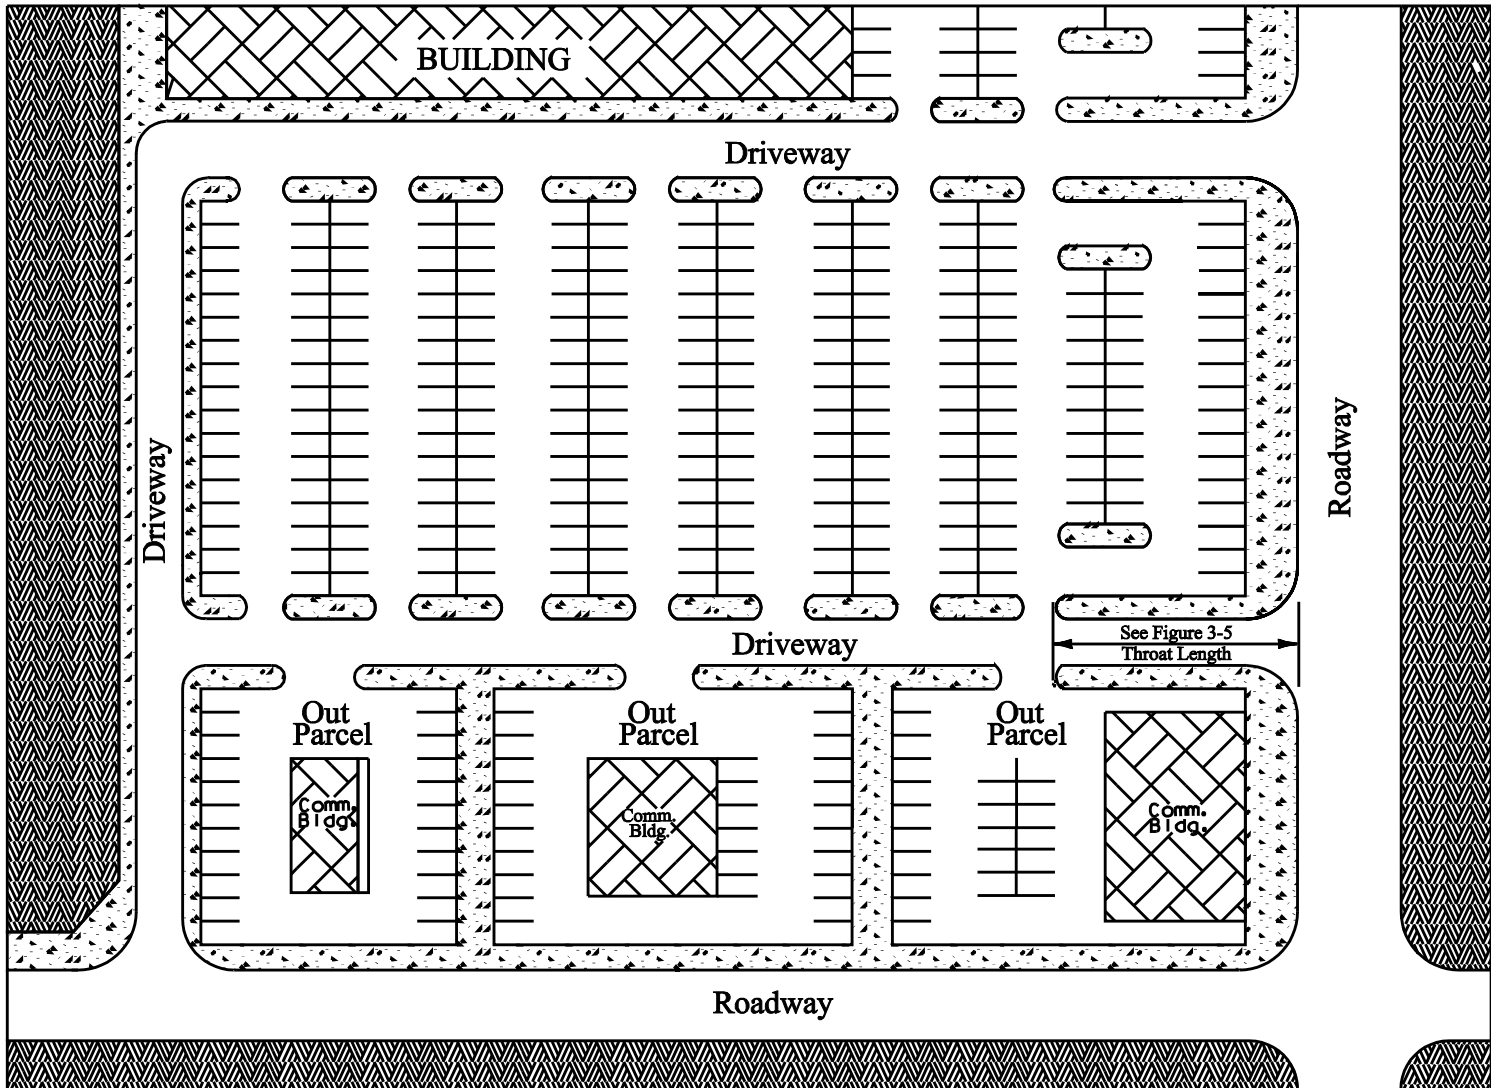 BUILDING
Driveway
Driveway
Roadway
Driveway
See Figure 3-5
Throat Length
Out
Parcel
Out
Parcel
Out
Parcel
Comm.
Bldg.
Comm.
Bldg.
Comm.
Bldg.
Roadway